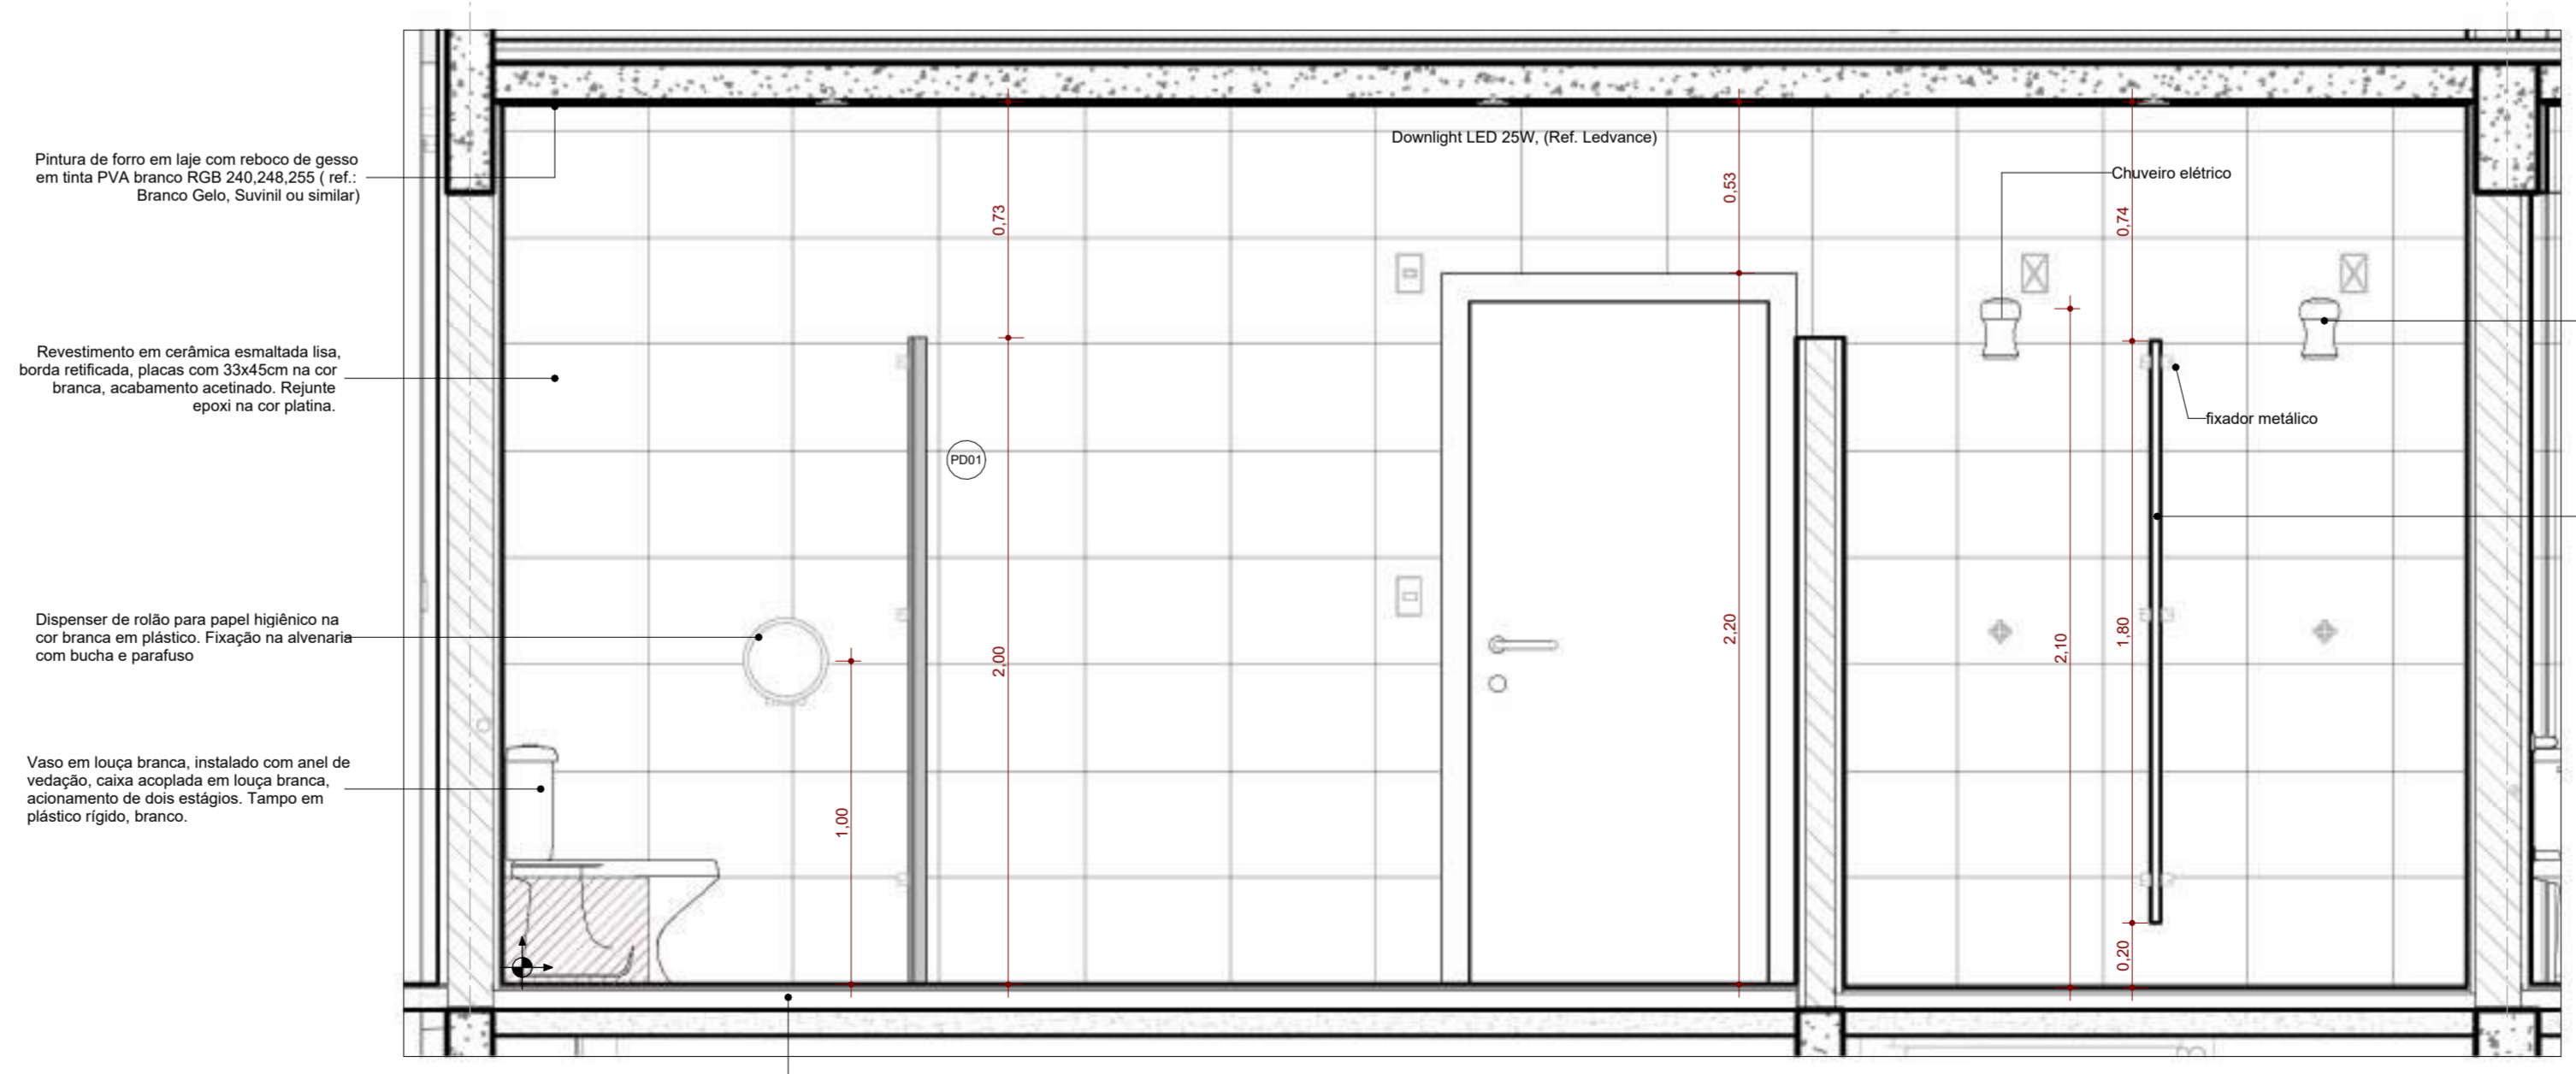 Pintura de forro em laje com reboco de gesso
em tinta PVA branco RGB 240,248,255 ( ref.:
Branco Gelo, Suvinil ou similar)
Revestimento em cerâmica esmaltada lisa,
borda retificada, placas com 33x45cm na cor
branca, acabamento acetinado. Rejunte
epoxi na cor platina.
Dispenser de rolão para papel higiênico na
cor branca em plástico. Fixação na alvenaria
com bucha e parafuso
Vaso em louça branca, instalado com anel de
vedação, caixa acoplada em louça branca,
acionamento de dois estágios. Tampo em
plástico rígido, branco.
Downlight LED 25W, (Ref. Ledvance)
Chuveiro elétrico
fixador metálico
PD01
0,73
2,00
1,00
0,53
2,20
0,74
2,10
1,80
0,20